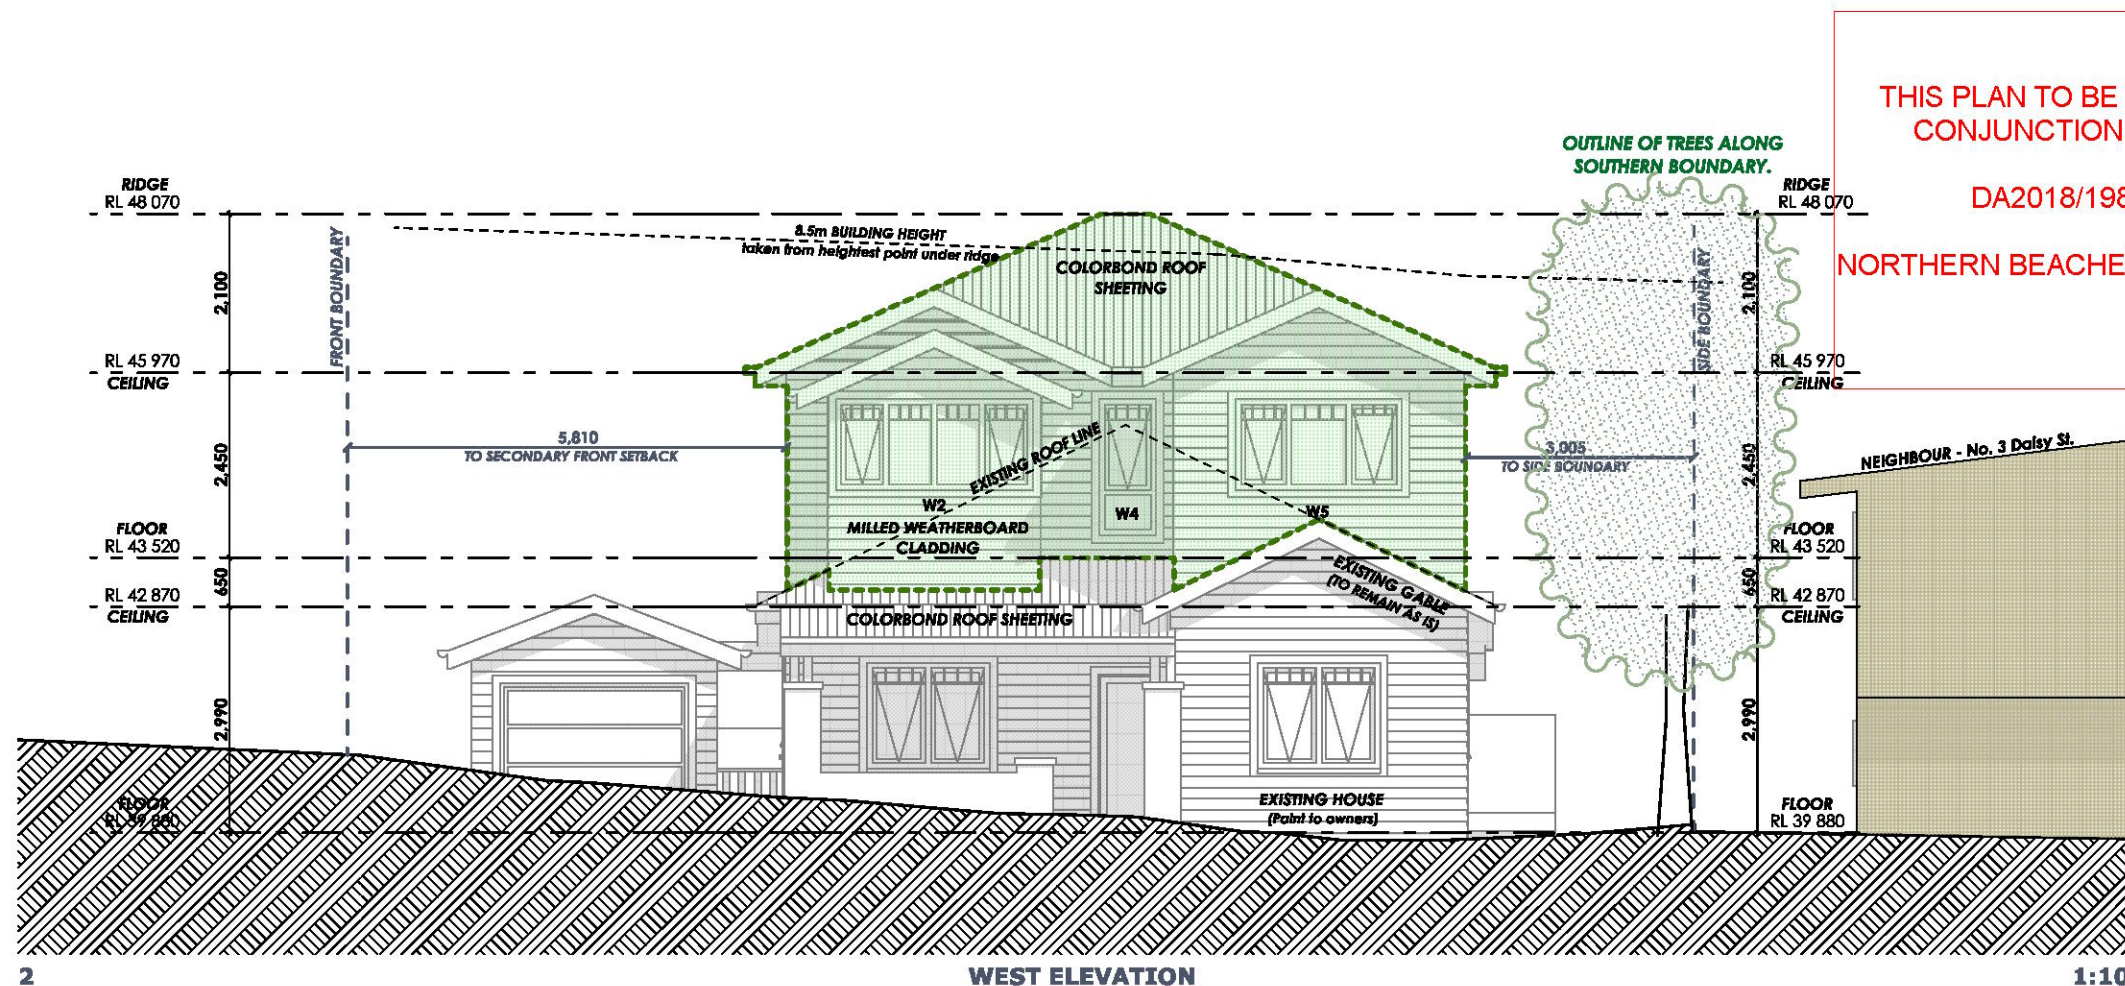 THIS PLAN TO BE
CONJUNCTION
DA2018/198
NORTHERN BEACHE
OUTLINE OF TREES ALONG
SOUTHERN BOUNDARY.
RIDGE
RL 48 070
RIDGE
RL 48 070
8.5m BUILDING HEIGHT
taken from heightest point under ridge
FRONT BOUNDARY
SIDE BOUNDARY
COLORBOND ROOF
SHEETING
2,100
2,100
RL 45 970
CEILING
RL 45 970
CEILING
5,810
TO SECONDARY FRONT SETBACK
3,005
TO SIDE BOUNDARY
EXISTING ROOF LINE
NEIGHBOUR - No. 3 Daisy St.
2,450
2,450
W2
MILLED WEATHERBOARD
CLADDING
W4
W5
FLOOR
RL 43 520
FLOOR
RL 43 520
650
650
EXISTING GABLE
(TO REMAIN AS IS)
RL 42 870
CEILING
RL 42 870
CEILING
COLORBOND ROOF SHEETING
2,990
2,990
EXISTING HOUSE
(Paint to owners)
FLOOR
RL 39 880
FLOOR
RL 39 880
2
WEST ELEVATION
1:10